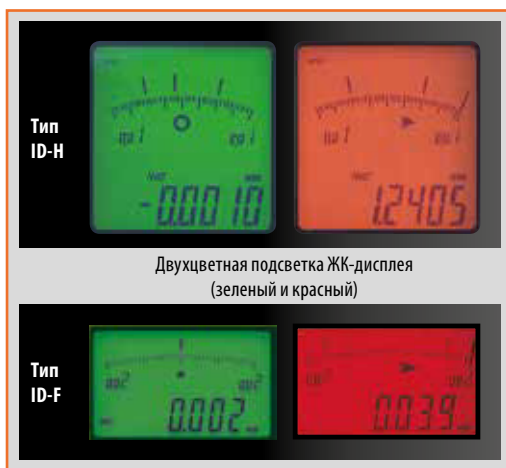 Тип
ID-H
-0.0010
1.2405
Двухцветная подсветка ЖК-дисплея
(зеленый и красный)
Тип
ID-F
0.002
0.039